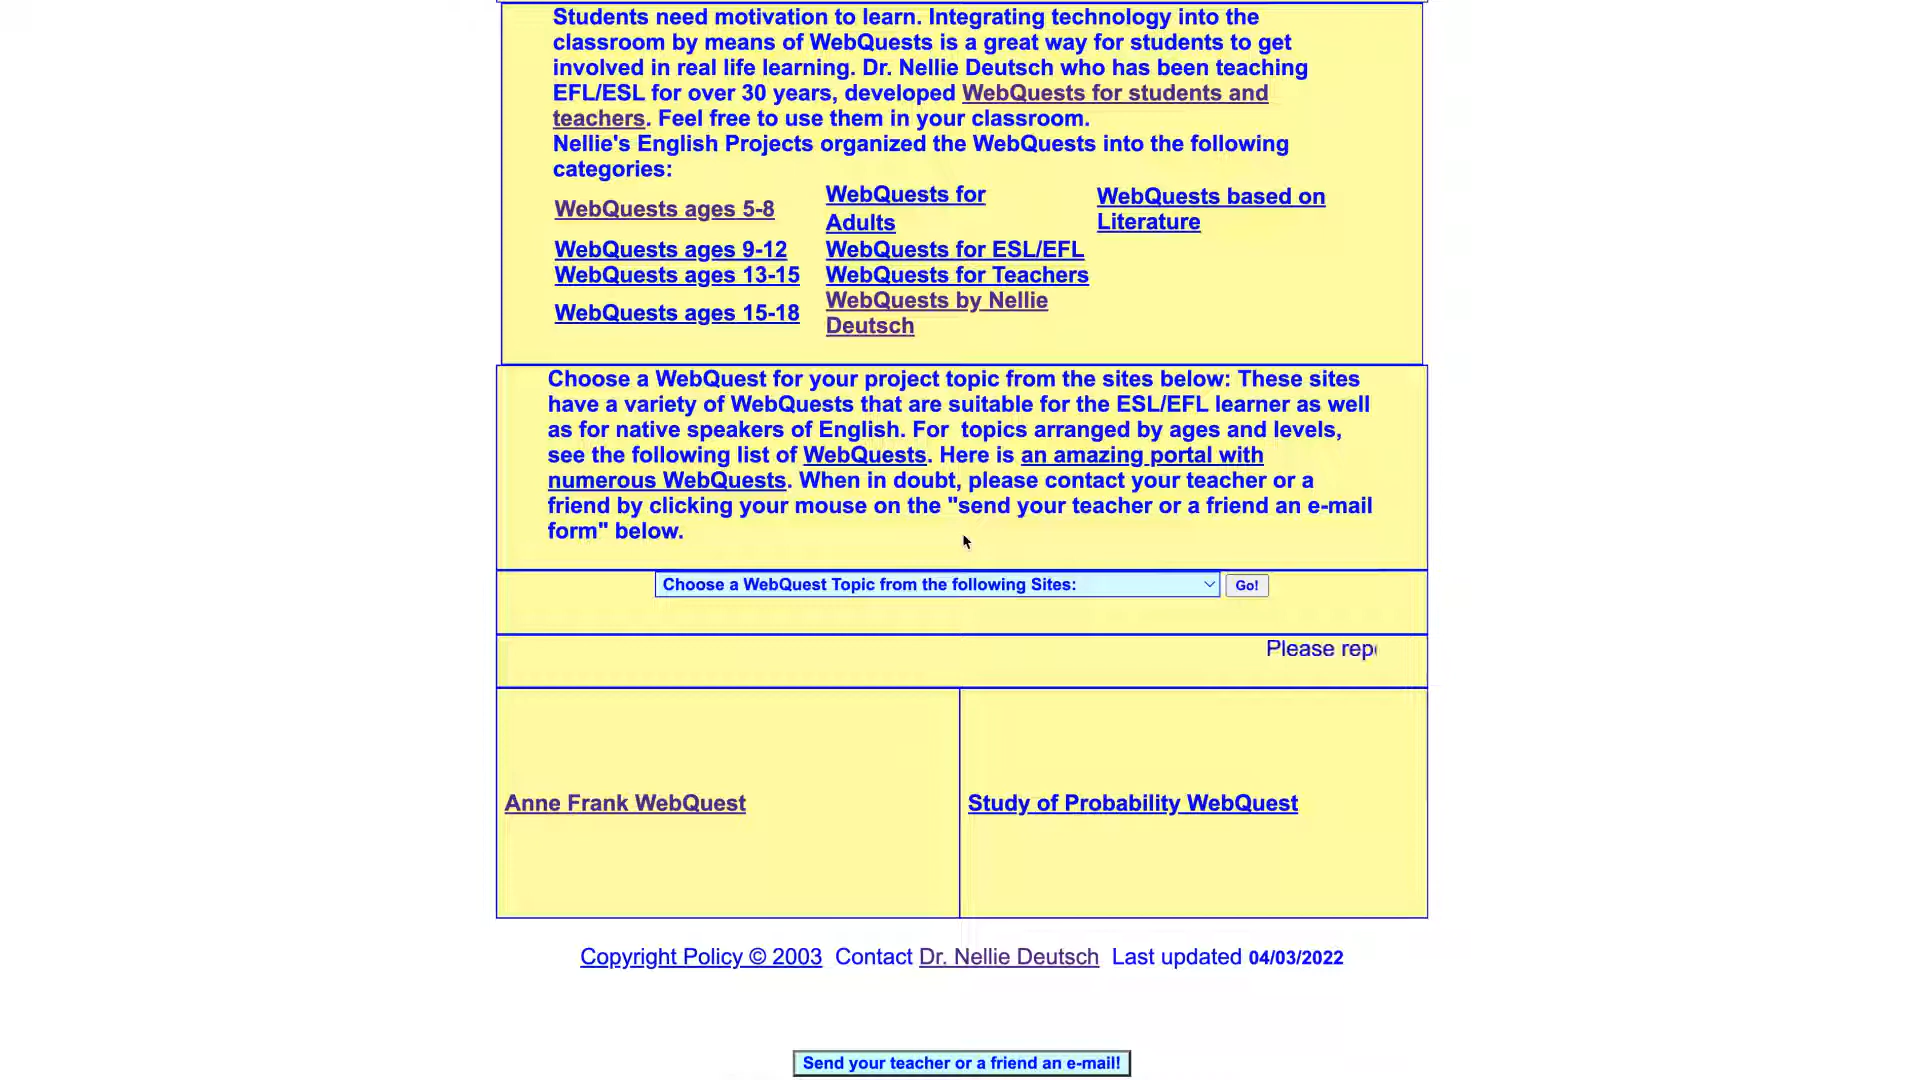 Students need motivation to learn. Integrating technology into the
classroom by means of WebQuests is a great way for students to get
involved in real life learning. Dr. Nellie Deutsch who has been teaching
EFL/ESL for over 30 years, developed WebQuests for students and
teachers. Feel free to use them in your classroom.
Nellie's English Projects organized the WebQuests into the following
categories:
WebQuests ages 5-8
WebQuests for
Adults
WebQuests based on
Literature
WebQuests ages 9-12
WebQuests for ESL/EFL
WebQuests ages 13-15
WebQuests for Teachers
WebQuests ages 15-18
WebQuests by Nellie
Deutsch
Choose a WebQuest for your project topic from the sites below: These sites
have a variety of WebQuests that are suitable for the ESL/EFL learner as well
as for native speakers of English. For topics arranged by ages and levels,
see the following list of WebQuests. Here is an amazing portal with
numerous WebQuests. When in doubt, please contact your teacher or a
friend by clicking your mouse on the "send your teacher or a friend an e-mail
form" below.
Choose a WebQuest Topic from the following Sites:
Go!
Please rep
Anne Frank WebQuest
Study of Probability WebQuest
Copyright Policy © 2003 Contact Dr. Nellie Deutsch Last updated 04/03/2022
Send your teacher or a friend an e-mail!